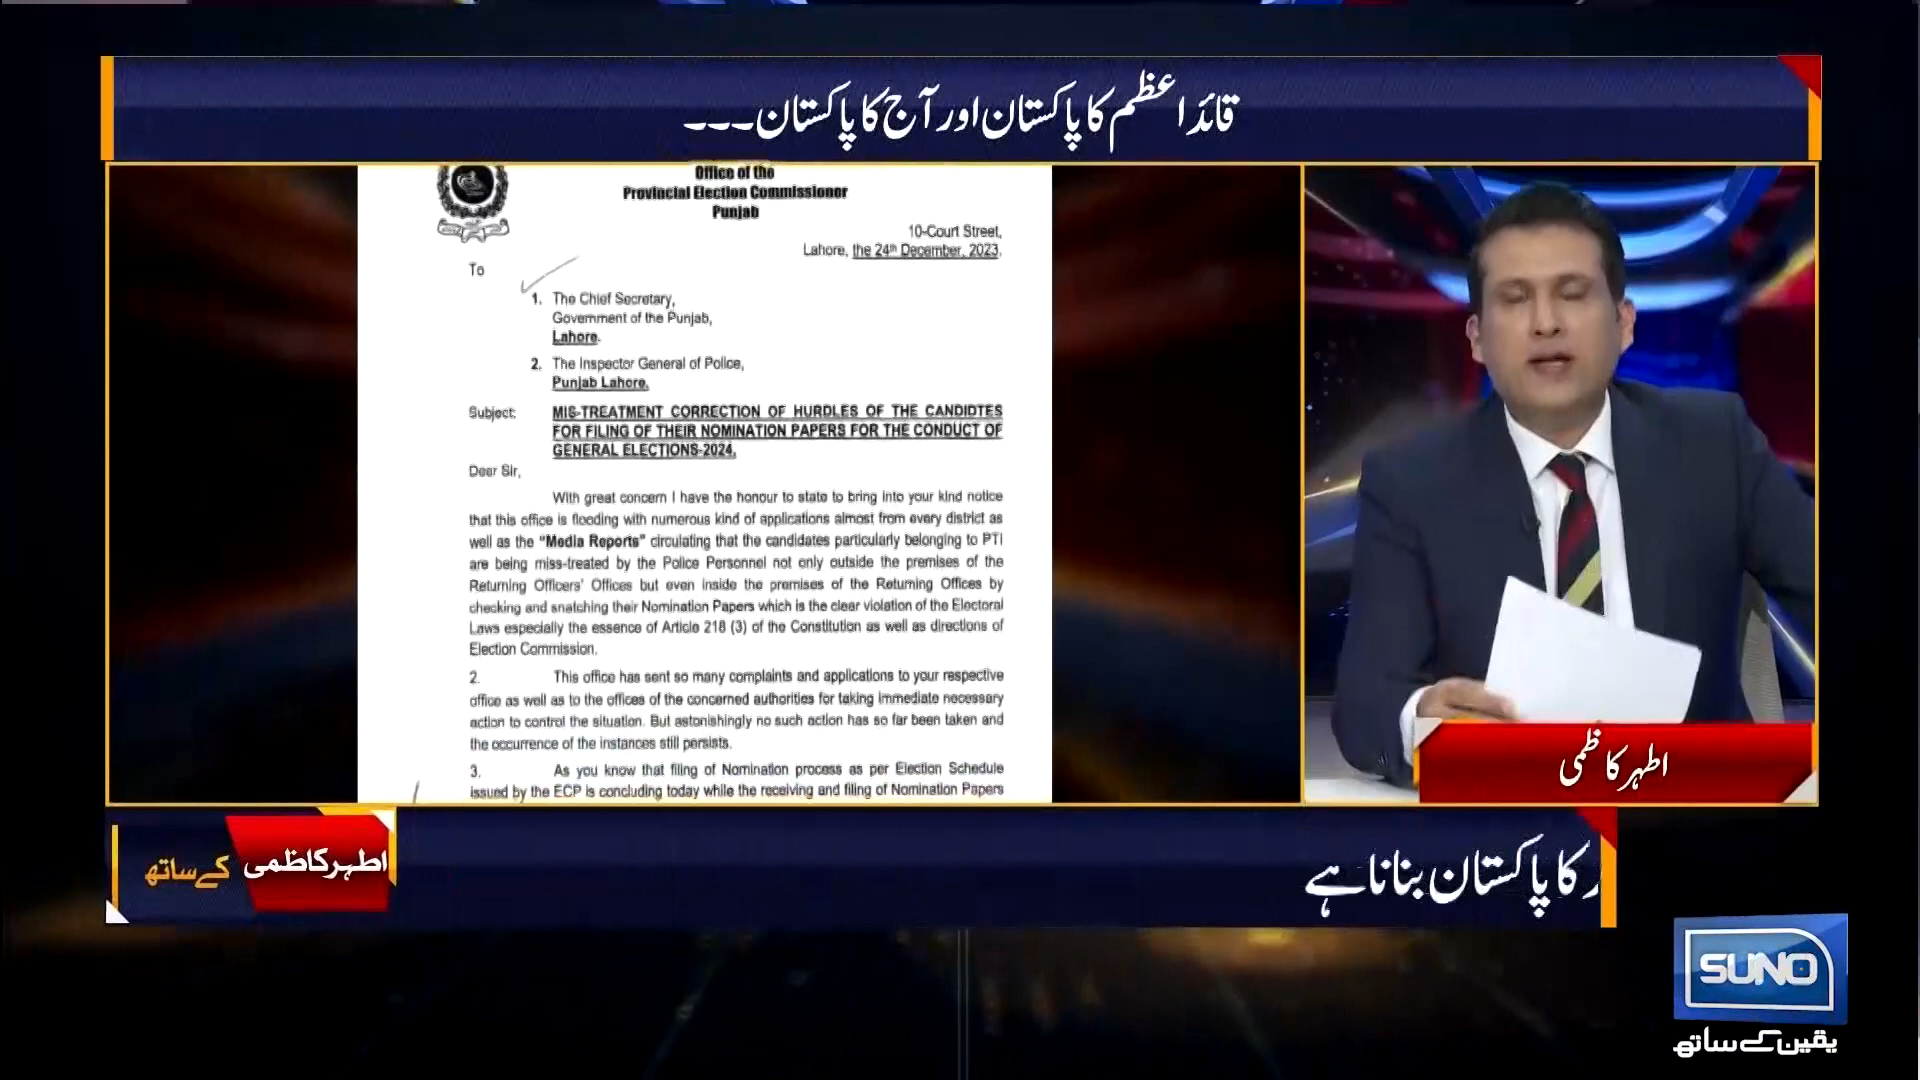 قائد اعظم کا پاکستان اور آج کا پاکستان۔۔۔
Office of the
Provincial Election Commissioner
Punjab
10-Court Street,
Lahore, the 24th December, 2023.
To
1. The Chief Secretary,
Government of the Punjab,
Lahore.
2. The Inspector General of Police,
Punjab Lahore.
Subject: MIS-TREATMENT CORRECTION OF HURDLES OF THE CANDIDTES
FOR FILING OF THEIR NOMINATION PAPERS FOR THE CONDUCT OF
GENERAL ELECTIONS-2024.
Dear Sir,
With great concern I have the honour to state to bring into your kind notice
that this office is flooding with numerous kind of applications almost from every district as
well as the "Media Reports" circulating that the candidates particularly belonging to PTI
are being miss-treated by the Police Personnel not only outside the premises of the
Returning Officers' Offices but even inside the premises of the Returning Offices by
checking and snatching their Nomination Papers which is the clear violation of the Electoral
Laws especially the essence of Article 218 (3) of the Constitution as well as directions of
Election Commission.
2. This office has sent so many complaints and applications to your respective
office as well as to the offices of the concerned authorities for taking immediate necessary
action to control the situation. But astonishingly no such action has so far been taken and
the occurrence of the instances still persists.
3. As you know that filing of Nomination process as per Election Schedule
issued by the ECP is concluding today while the receiving and filing of Nomination Papers
اطہر کاظمی
اطہر کاظمی کے ساتھ
کا پاکستان بنانا ہے
SUNO
یقین کے ساتھ